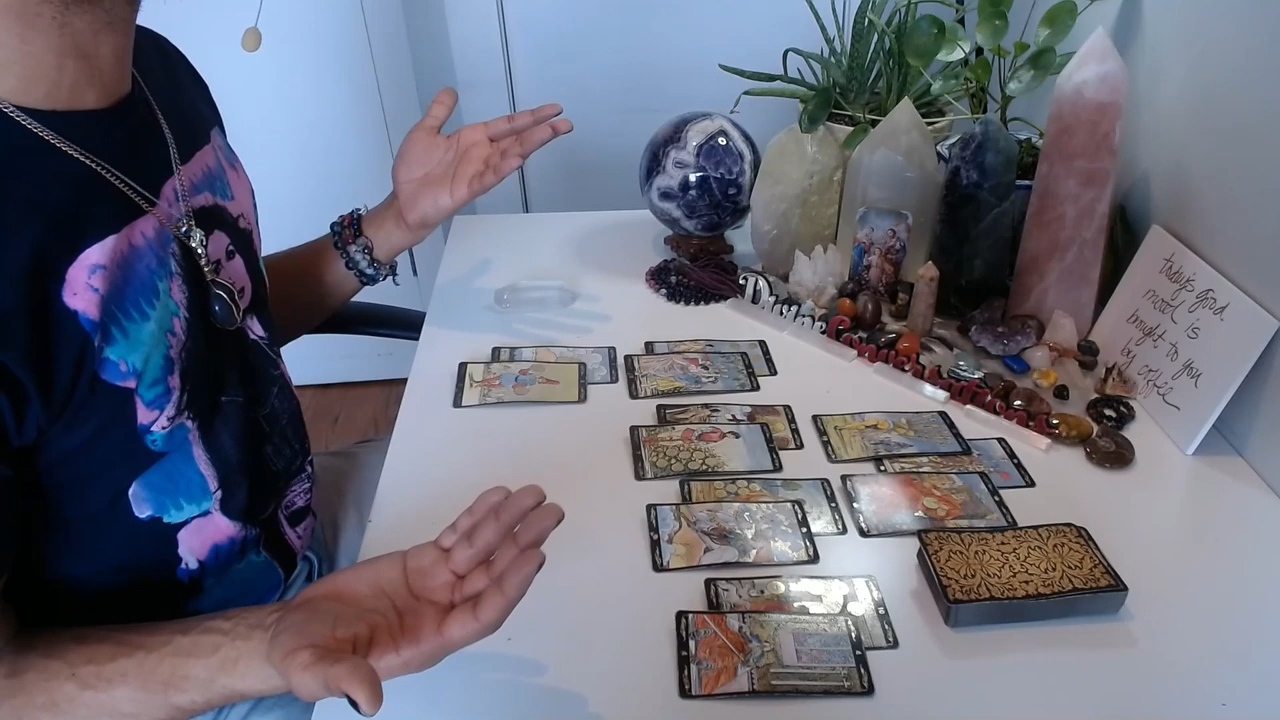 Divine
today's good
mood is
brought to you
by coffee